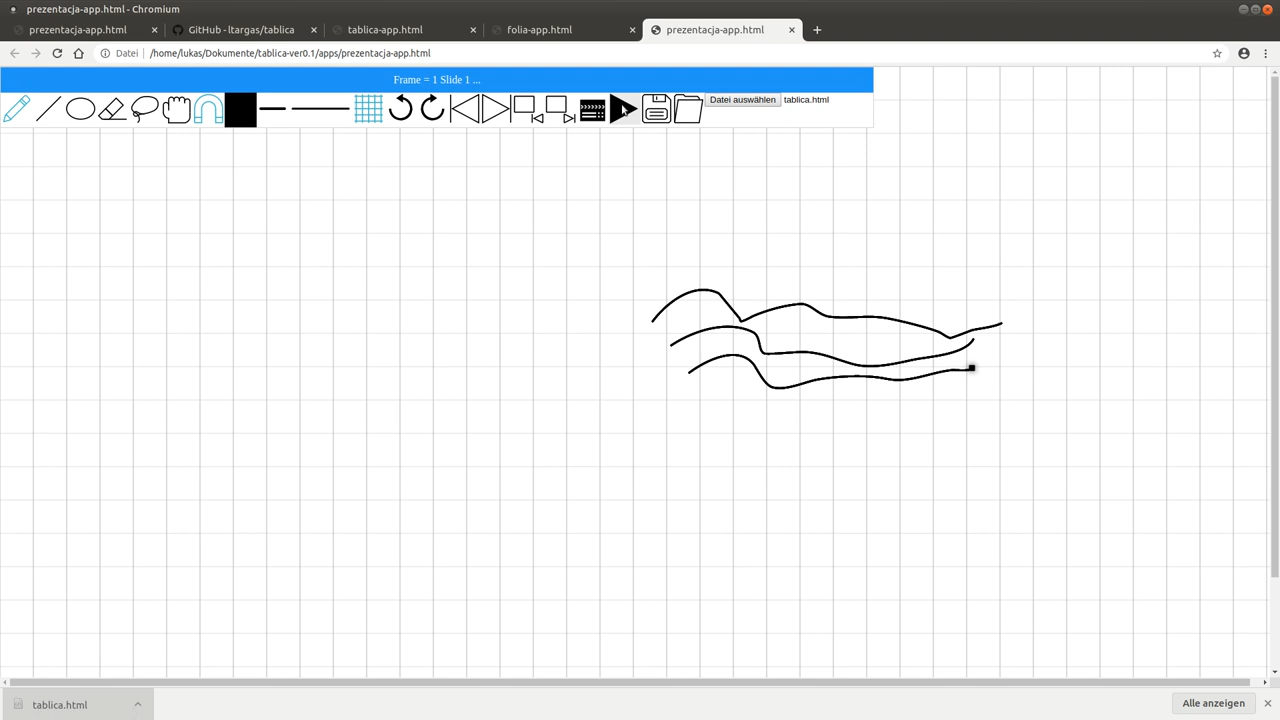 prezentacja-app.html - Chromium
prezentacja-app.html
GitHub - ltargas/tablica
tablica-app.html
folia-app.html
prezentacja-app.html
Datei
/home/lukas/Dokumente/tablica-ver0.1/apps/prezentacja-app.html
Frame = 1 Slide 1 ...
Datei auswählen
tablica.html
tablica.html
Alle anzeigen